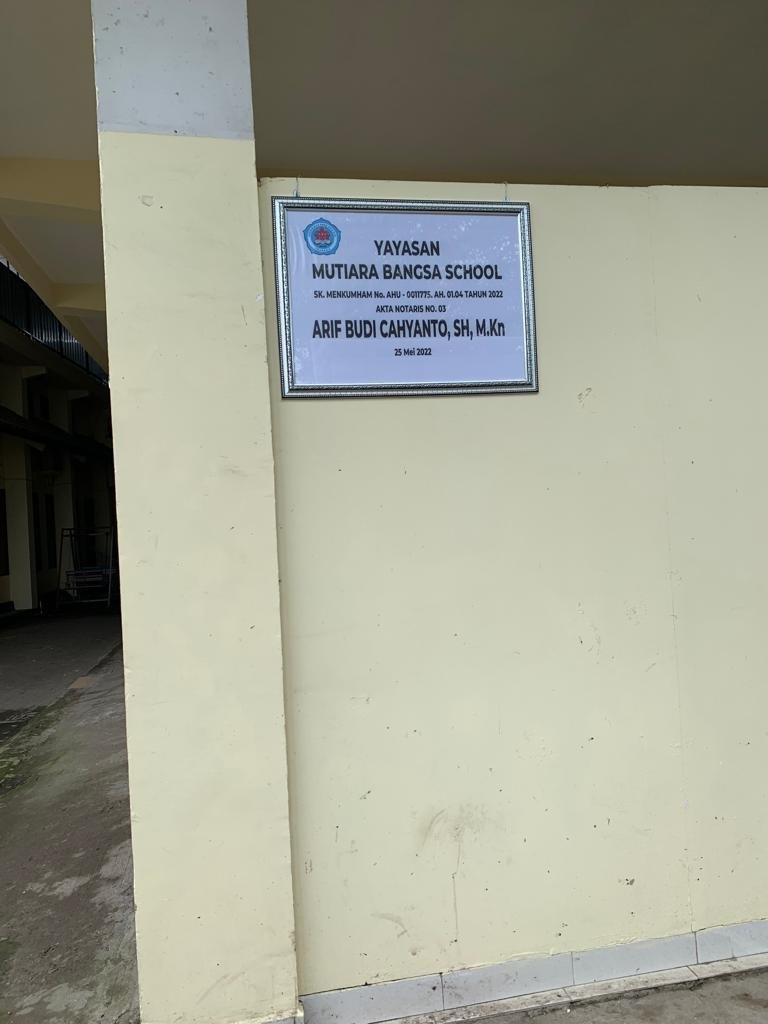 YAYASAN
MUTIARA BANGSA SCHOOL
SK. MENKUMHAM No. AHU - 0011775. AH. 01.04 TAHUN 2022
AKTA NOTARIS NO. 03
ARIF BUDI CAHYANTO, SH, M.Kn
25 Mei 2022